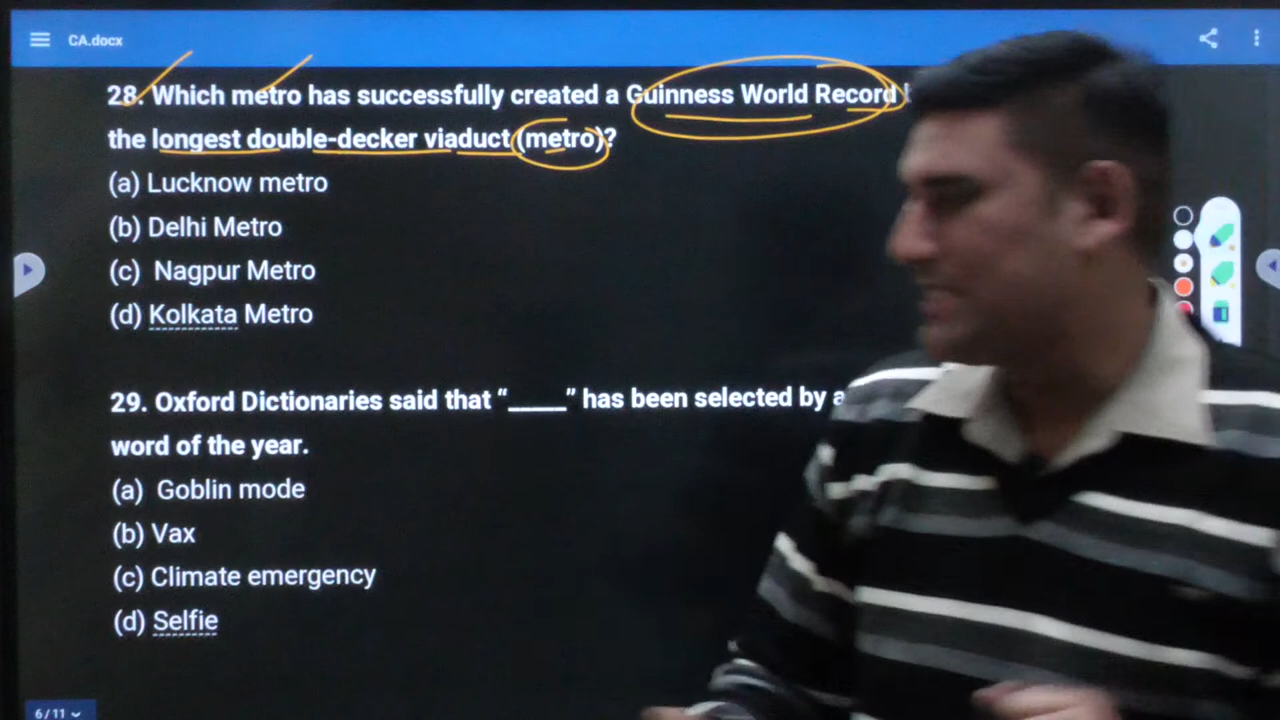 CA.docx
28. Which metro has successfully created a Guinness World Record
the longest double-decker viaduct (metro)?
(a) Lucknow metro
(b) Delhi Metro
(c) Nagpur Metro
(d) Kolkata Metro
29. Oxford Dictionaries said that “_____” has been selected by
word of the year.
(a) Goblin mode
(b) Vax
(c) Climate emergency
(d) Selfie
6/11